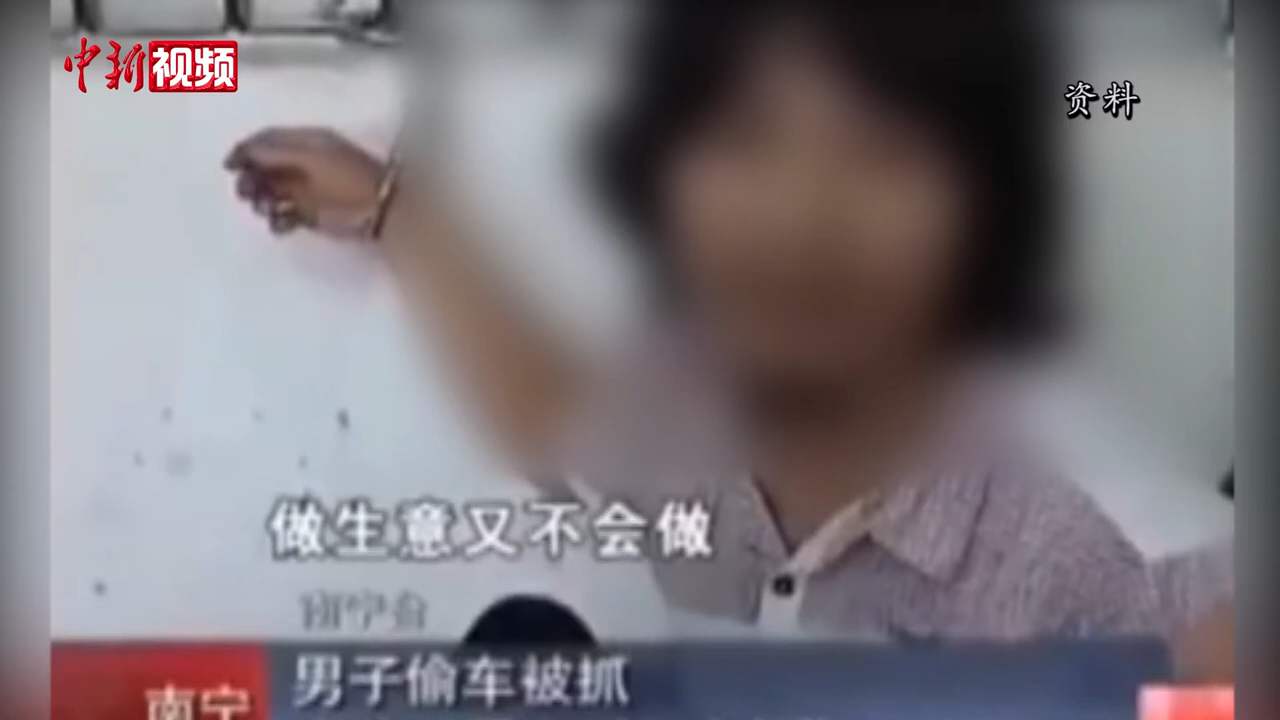 中新视频
资料
做生意又不会做
男子偷车被抓
南宁